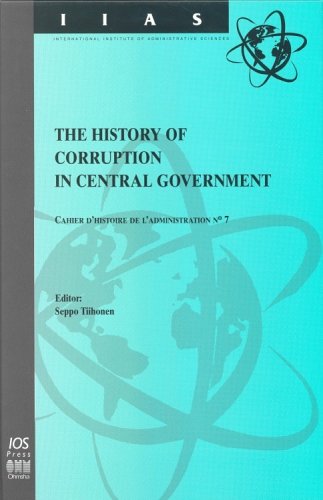 I I A S
INTERNATIONAL INSTITUTE OF ADMINISTRATIVE SCIENCES
THE HISTORY OF
CORRUPTION
IN CENTRAL GOVERNMENT
CAHIER D'HISTOIRE DE L'ADMINISTRATION Nº 7
Editor:
Seppo Tiihonen
IOS
Press
Ohmsha